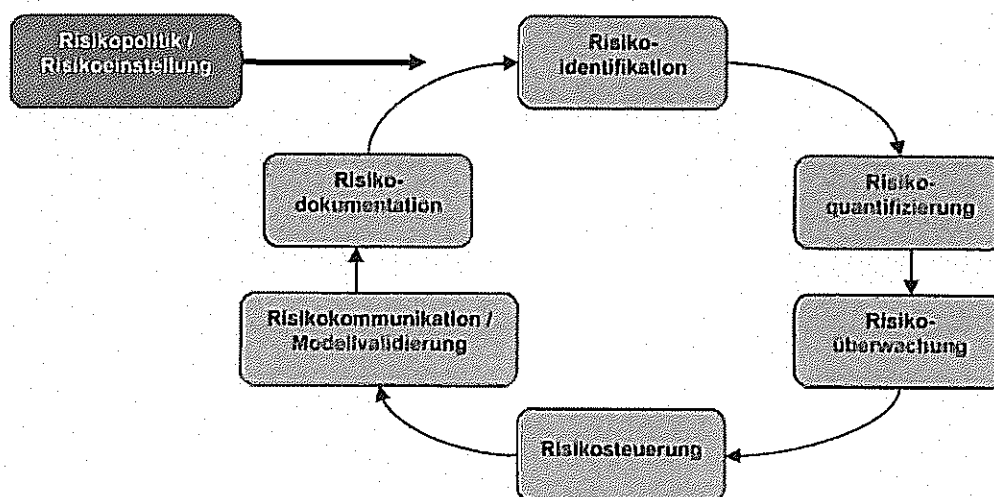 Risikopolitik /
Risikoeinstellung
Risiko-
identifikation
Risiko-
quantifizierung
Risiko-
überwachung
Risikosteuerung
Risikokommunikation /
Modellvalidierung
Risiko-
dokumentation